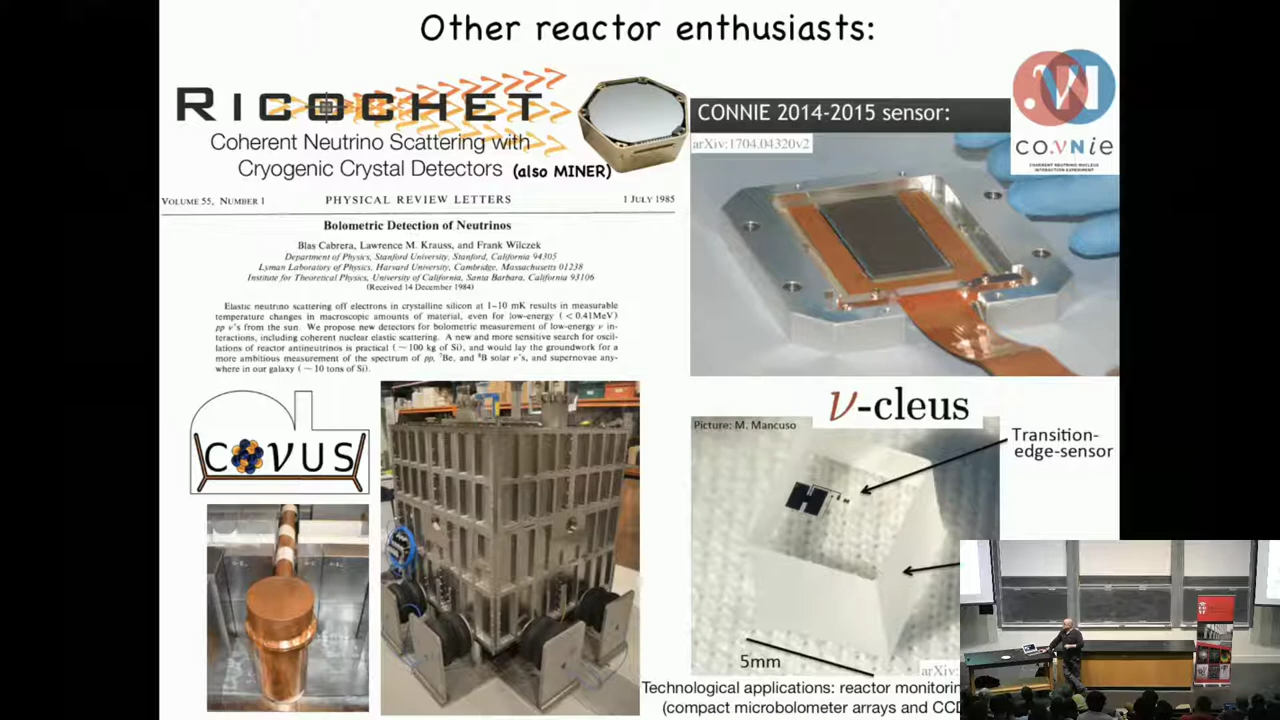 Other reactor enthusiasts:
RICOCHET
Coherent Neutrino Scattering with
Cryogenic Crystal Detectors (also MINER)
VOLUME 55, NUMBER 1 PHYSICAL REVIEW LETTERS 1 JULY 1985
Bolometric Detection of Neutrinos
Blas Cabrera, Lawrence M. Krauss, and Frank Wilczek
Department of Physics, Stanford University, Stanford, California 94305
Lyman Laboratory of Physics, Harvard University, Cambridge, Massachusetts 01238
Institute for Theoretical Physics, University of California, Santa Barbara, California 93106
(Received 14 December 1984)
Elastic neutrino scattering off electrons in crystalline silicon at 1–10 mK results in measurable
temperature changes in macroscopic amounts of material, even for low-energy (< 0.41MeV)
pp ν's from the sun. We propose new detectors for bolometric measurement of low-energy ν in-
teractions, including coherent nuclear elastic scattering. A new and more sensitive search for oscil-
lations of reactor antineutrinos is practical (~ 100 kg of Si), and would lay the groundwork for a
more ambitious measurement of the spectrum of pp, ⁷Be, and ⁸B solar ν's, and supernovae any-
where in our galaxy (~ 10 tons of Si).
CONNIE 2014-2015 sensor:
arXiv:1704.04320v2
CO.νNie
COHERENT NEUTRINO-NUCLEUS
INTERACTION EXPERIMENT
COνUS
ν-cleus
Picture: M. Mancuso
Transition-
edge-sensor
5mm
arXiv:
Technological applications: reactor monitorin
(compact microbolometer arrays and CCD